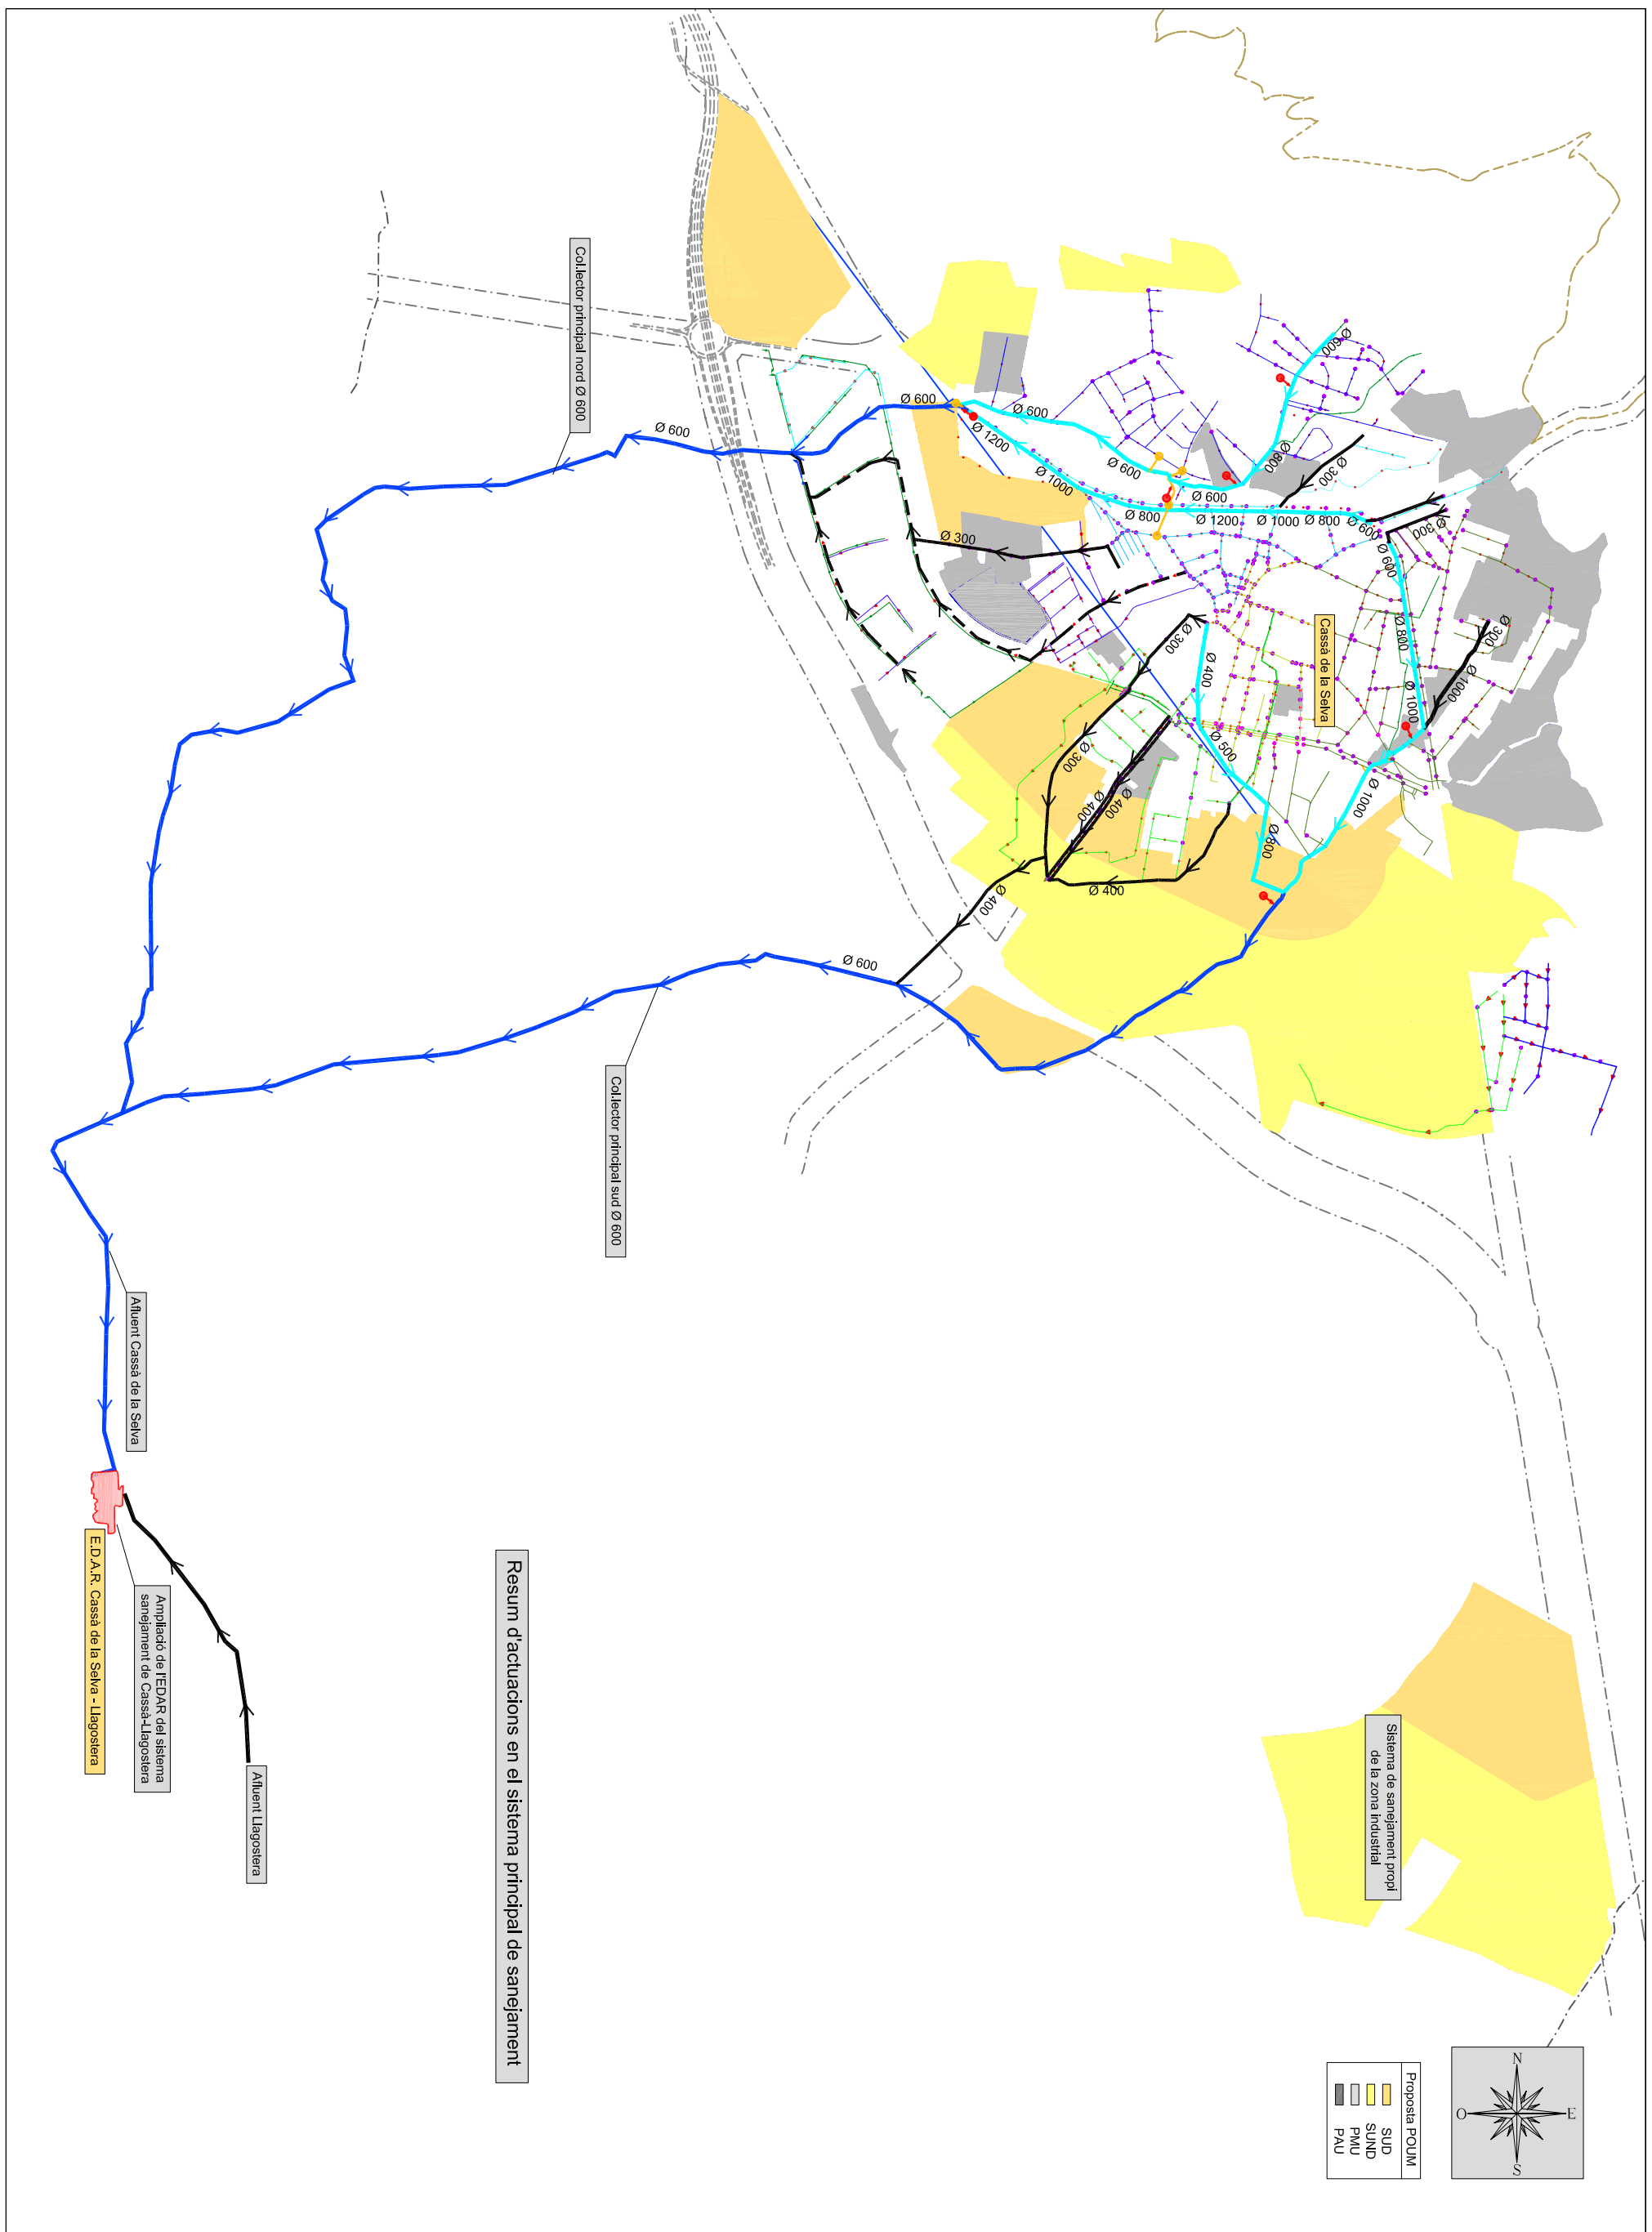 Resum d'actuacions en el sistema principal de sanejament
Proposta POUM
SUD
SUND
PMU
PAU
N
E
S
O
Sistema de sanejament propi
de la zona industrial
Cassà de la Selva
Col.lector principal nord Ø 600
Col.lector principal sud Ø 600
Afluent Cassà de la Selva
Afluent Llagostera
Ampliació de l'EDAR del sistema
sanejament de Cassà-Llagostera
E.D.A.R. Cassà de la Selva - Llagostera
Ø 600
Ø 800
Ø 300
Ø 600
Ø 600
Ø 600
Ø 1200
Ø 1000
Ø 600
Ø 800
Ø 1200
Ø 1000
Ø 800
Ø 600
Ø 300
Ø 600
Ø 800
Ø 1000
Ø 300
Ø 1000
Ø 1000
Ø 300
Ø 300
Ø 400
Ø 500
Ø 800
Ø 300
Ø 400
Ø 400
Ø 400
Ø 400
Ø 600
Ø 600